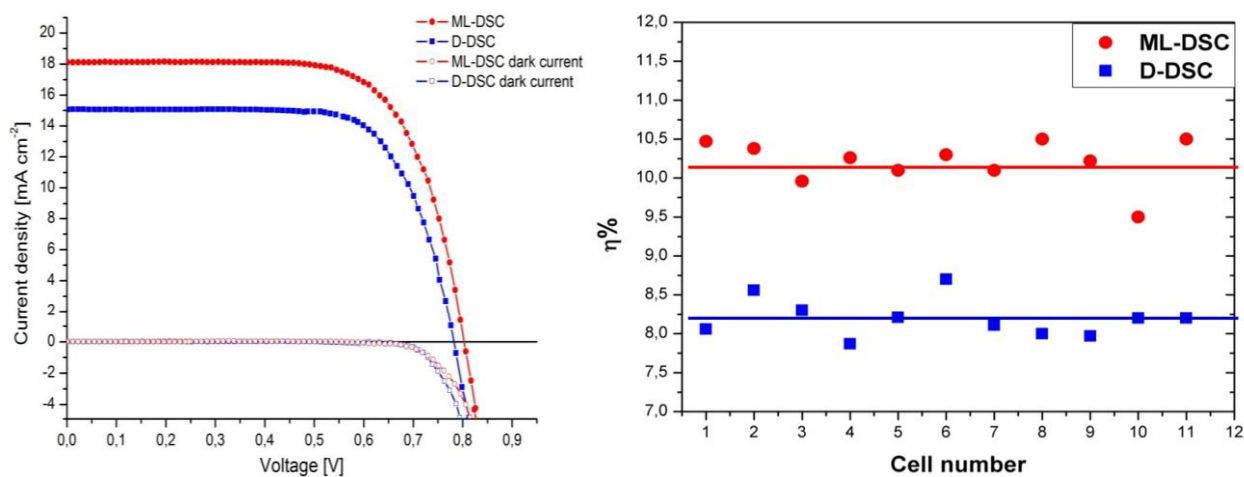 ML-DSC
D-DSC
ML-DSC dark current
D-DSC dark current
Current density [mA cm⁻²]
20
18
16
14
12
10
8
6
4
2
0
-2
-4
0,0 0,1 0,2 0,3 0,4 0,5 0,6 0,7 0,8 0,9
Voltage [V]
ML-DSC
D-DSC
η%
12,0
11,5
11,0
10,5
10,0
9,5
9,0
8,5
8,0
7,5
7,0
1 2 3 4 5 6 7 8 9 10 11 12
Cell number